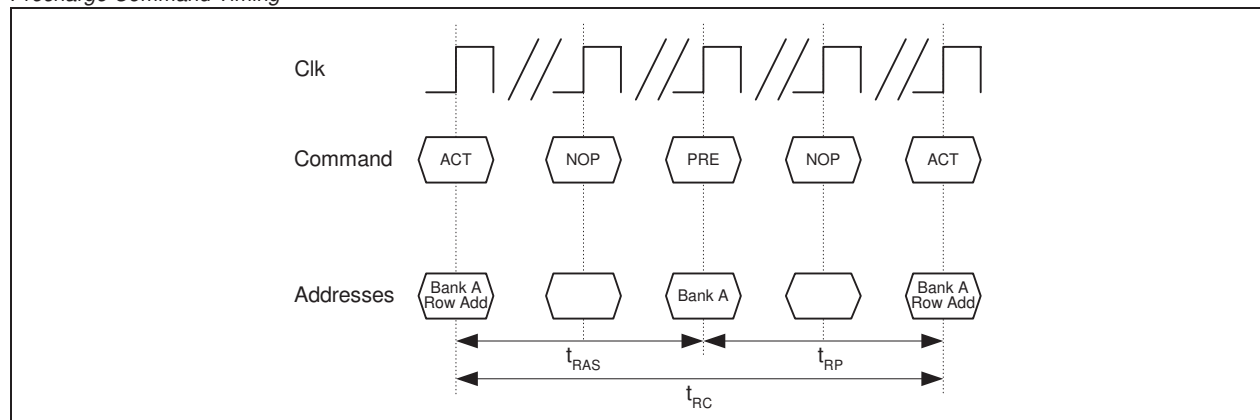 Precharge Command Timing
Clk
Command ACT NOP PRE NOP ACT
Bank A Bank A
Addresses Row Add Bank A Row Add
tRAS tRP
tRC